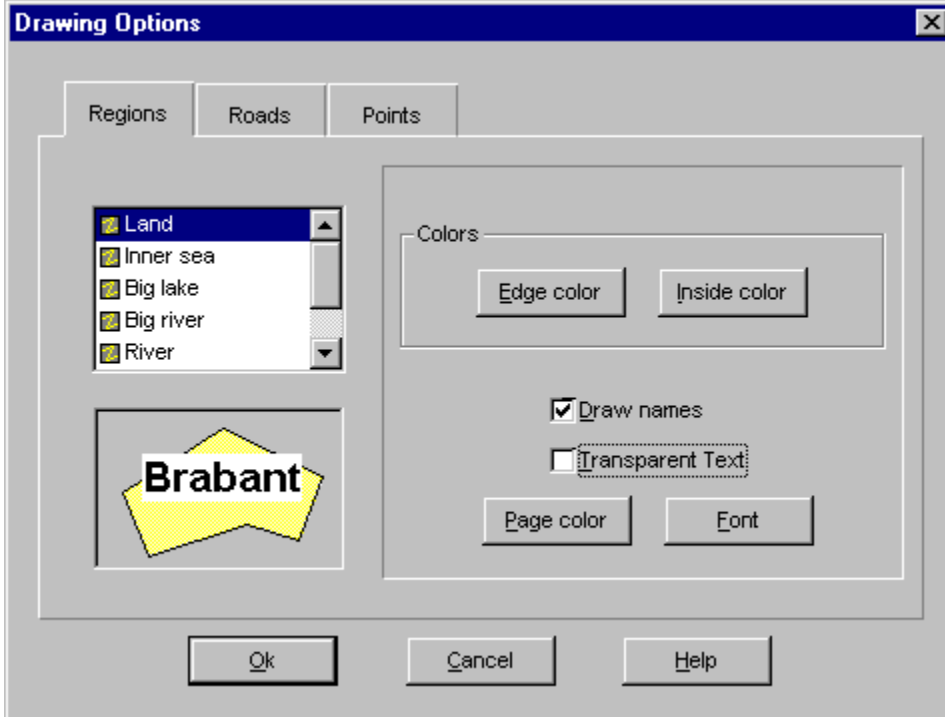 Drawing Options
Regions
Roads
Points
Land
Inner sea
Big lake
Big river
River
Brabant
Colors
Edge color
Inside color
Draw names
Transparent Text
Page color
Font
Ok
Cancel
Help